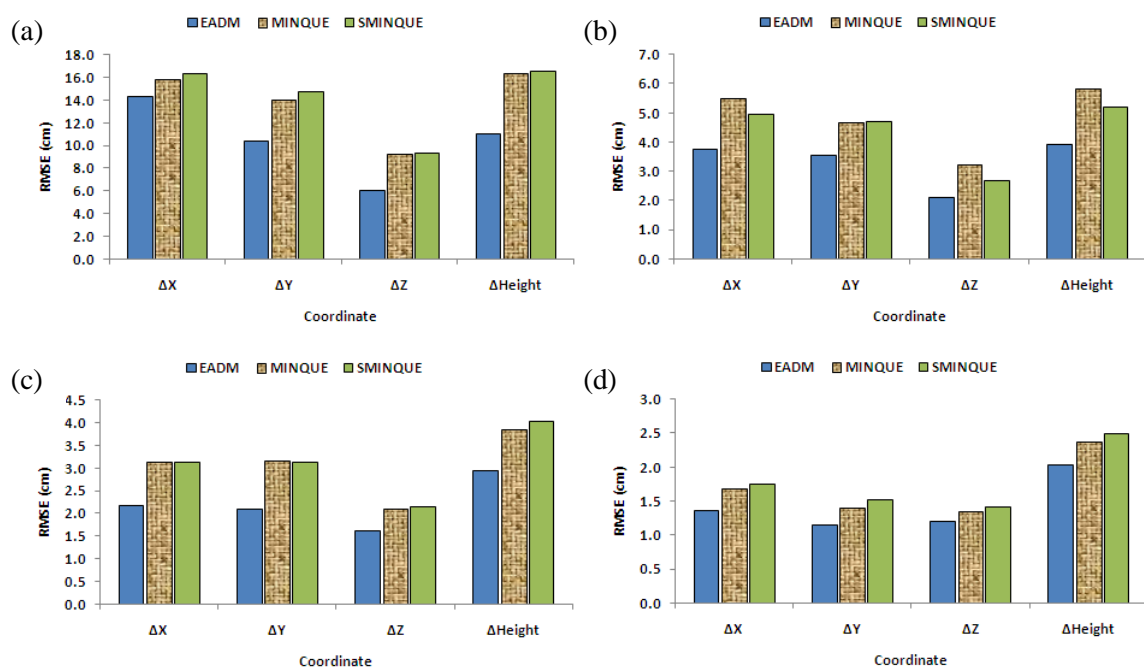 (a)
EADM MINQUE SMINQUE
RMSE (cm)
18.0
16.0
14.0
12.0
10.0
8.0
6.0
4.0
2.0
0.0
ΔX ΔY ΔZ ΔHeight
Coordinate
(b)
EADM MINQUE SMINQUE
RMSE (cm)
7.0
6.0
5.0
4.0
3.0
2.0
1.0
0.0
ΔX ΔY ΔZ ΔHeight
Coordinate
(c)
EADM MINQUE SMINQUE
RMSE (cm)
4.5
4.0
3.5
3.0
2.5
2.0
1.5
1.0
0.5
0.0
ΔX ΔY ΔZ ΔHeight
Coordinate
(d)
EADM MINQUE SMINQUE
RMSE (cm)
3.0
2.5
2.0
1.5
1.0
0.5
0.0
ΔX ΔY ΔZ ΔHeight
Coordinate